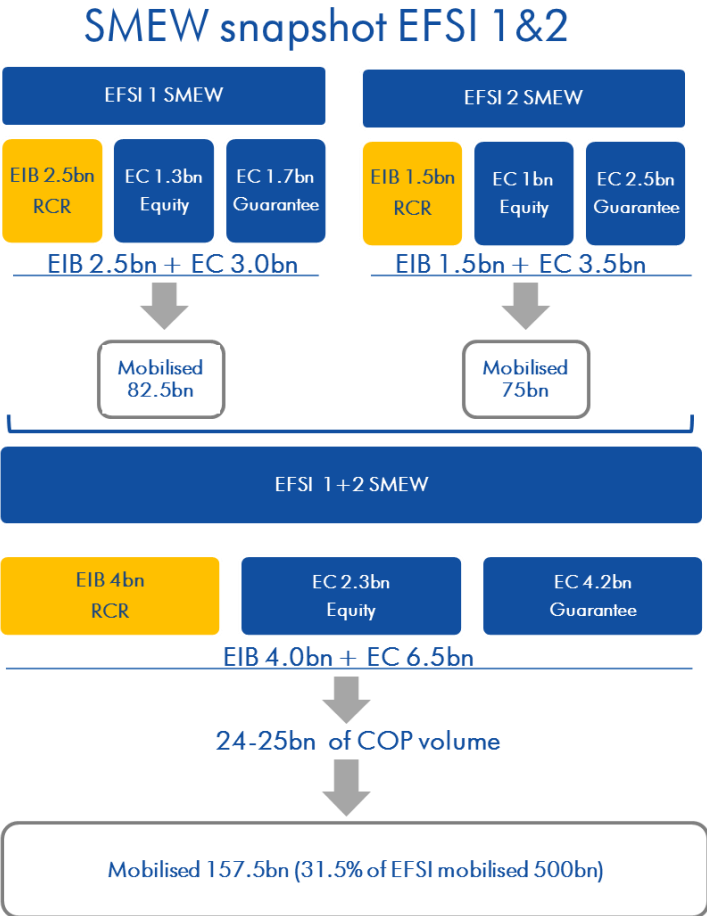 SMEW snapshot EFSI 1&2
EFSI 1 SMEW
EFSI 2 SMEW
EIB 2.5bn
RCR
EC 1.3bn
Equity
EC 1.7bn
Guarantee
EIB 1.5bn
RCR
EC 1bn
Equity
EC 2.5bn
Guarantee
EIB 2.5bn + EC 3.0bn
EIB 1.5bn + EC 3.5bn
Mobilised
82.5bn
Mobilised
75bn
EFSI 1+2 SMEW
EIB 4bn
RCR
EC 2.3bn
Equity
EC 4.2bn
Guarantee
EIB 4.0bn + EC 6.5bn
24-25bn of COP volume
Mobilised 157.5bn (31.5% of EFSI mobilised 500bn)